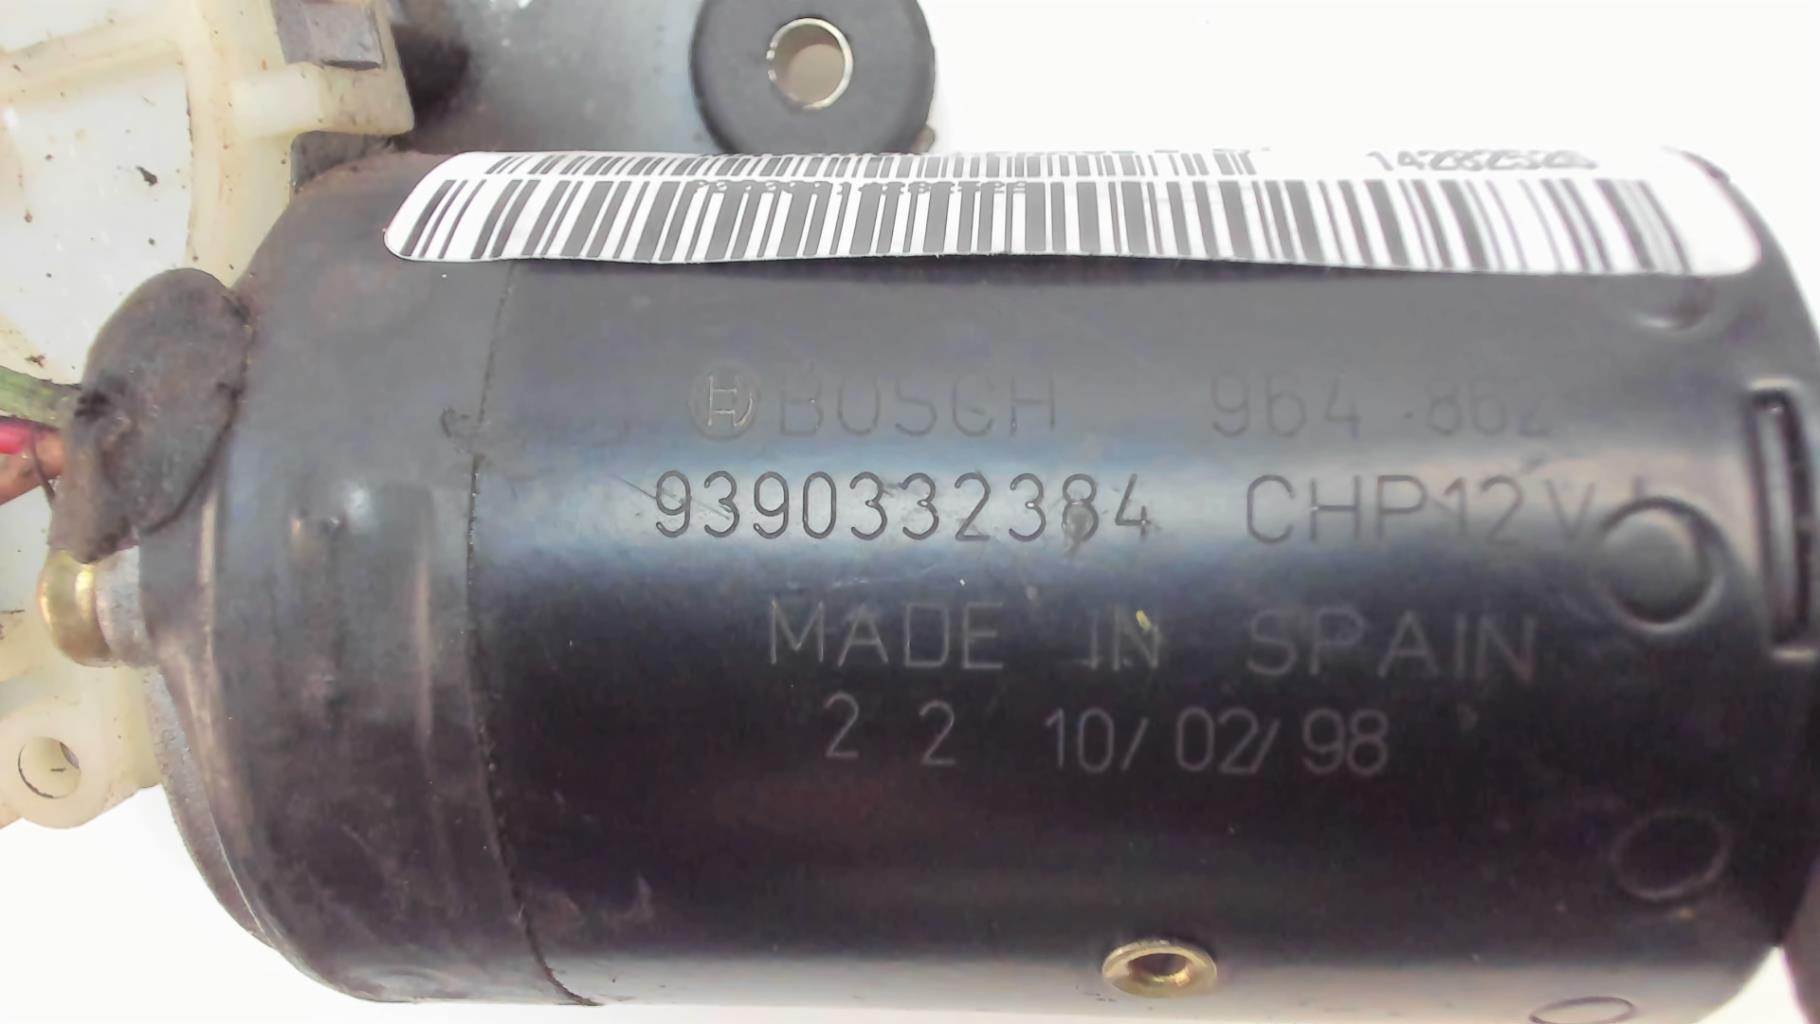 BOSCH 964 862
9390332384 CHP12V
MADE IN SPAIN
2 2 10/02/98